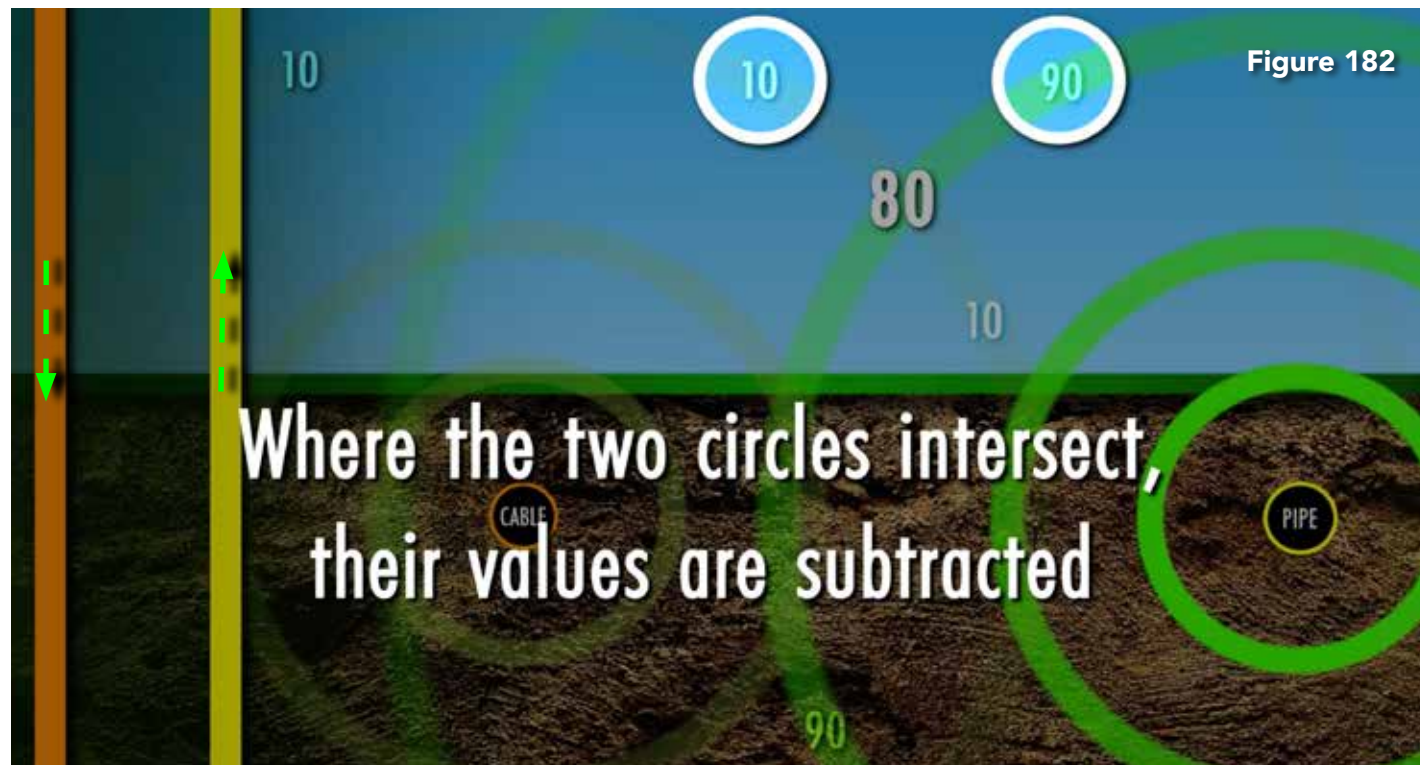 10
10
90
Figure 182
80
10
Where the two circles intersect,
CABLE
PIPE
their values are subtracted
90